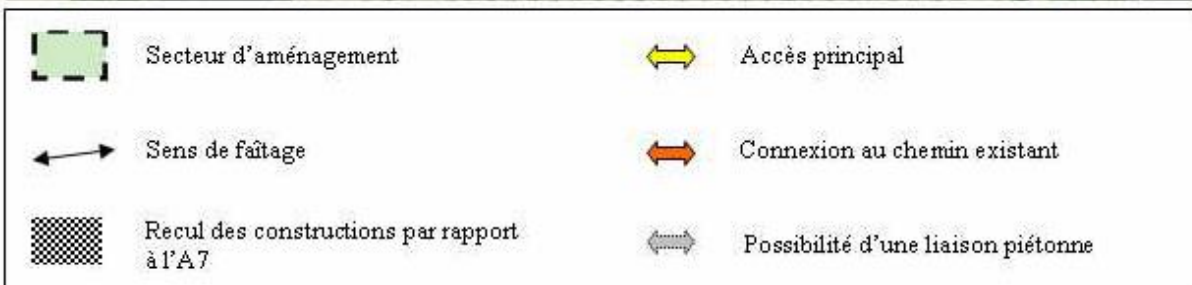 Secteur d'aménagement
Accès principal
Sens de faîtage
Connexion au chemin existant
Recul des constructions par rapport
à l'A7
Possibilité d'une liaison piétonne